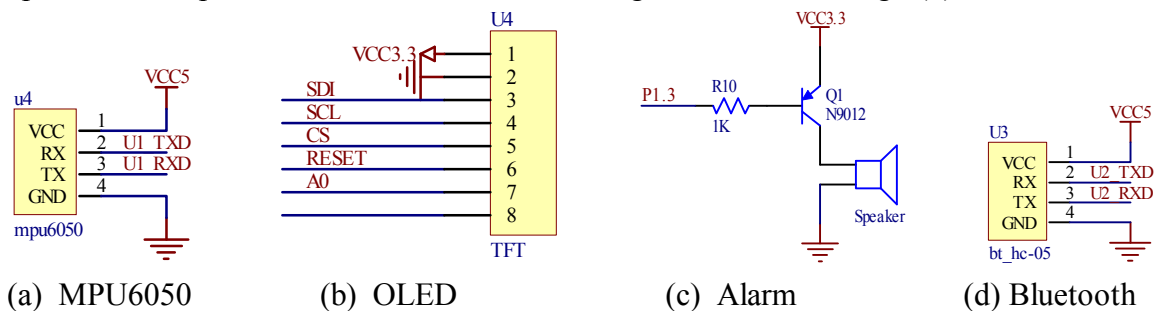 u4
VCC5
VCC
RX
TX
GND
1
2
3
4
U1_TXD
U1_RXD
mpu6050
U4
VCC3.3
SDI
SCL
CS
RESET
A0
1
2
3
4
5
6
7
8
TFT
VCC3.3
P1.3
R10
1K
Q1
N9012
Speaker
U3
VCC5
VCC
RX
TX
GND
1
2
3
4
U2_TXD
U2_RXD
bt_hc-05
(a) MPU6050
(b) OLED
(c) Alarm
(d) Bluetooth